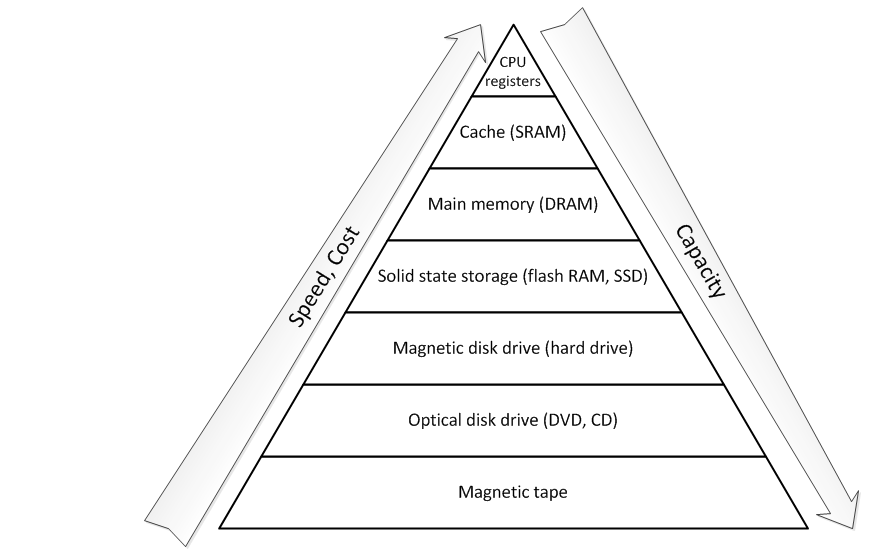 CPU
registers
Cache (SRAM)
Main memory (DRAM)
Solid state storage (flash RAM, SSD)
Magnetic disk drive (hard drive)
Optical disk drive (DVD, CD)
Magnetic tape
Speed, Cost
Capacity